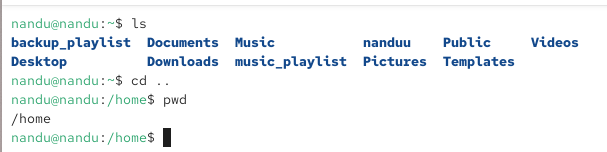 nandu@nandu:~$ ls
backup_playlist  Documents  Music           nanduu    Public     Videos
Desktop          Downloads  music_playlist  Pictures  Templates
nandu@nandu:~$ cd ..
nandu@nandu:/home$ pwd
/home
nandu@nandu:/home$